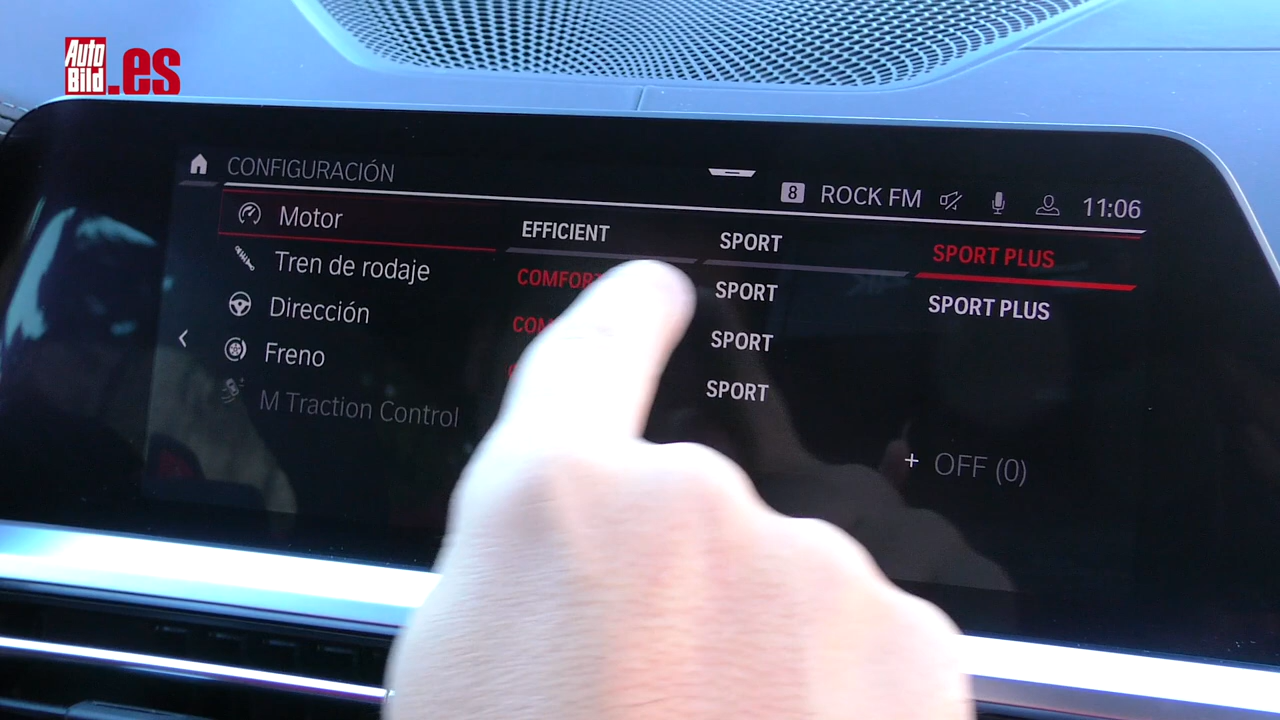 Auto Bild .es
CONFIGURACIÓN
8 ROCK FM 11:06
Motor EFFICIENT SPORT SPORT PLUS
Tren de rodaje COMFORT SPORT SPORT PLUS
Dirección SPORT
Freno SPORT
M Traction Control + OFF (0)